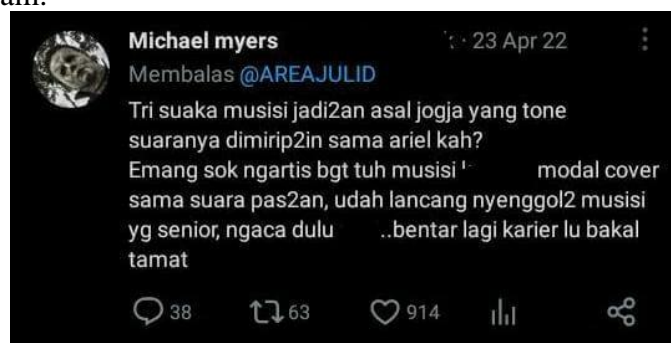 Michael myers · 23 Apr 22
Membalas @AREAJULID
Tri suaka musisi jadi2an asal jogja yang tone
suaranya dimirip2in sama ariel kah?
Emang sok ngartis bgt tuh musisi modal cover
sama suara pas2an, udah lancang nyenggol2 musisi
yg senior, ngaca dulu ..bentar lagi karier lu bakal
tamat
38 63 914